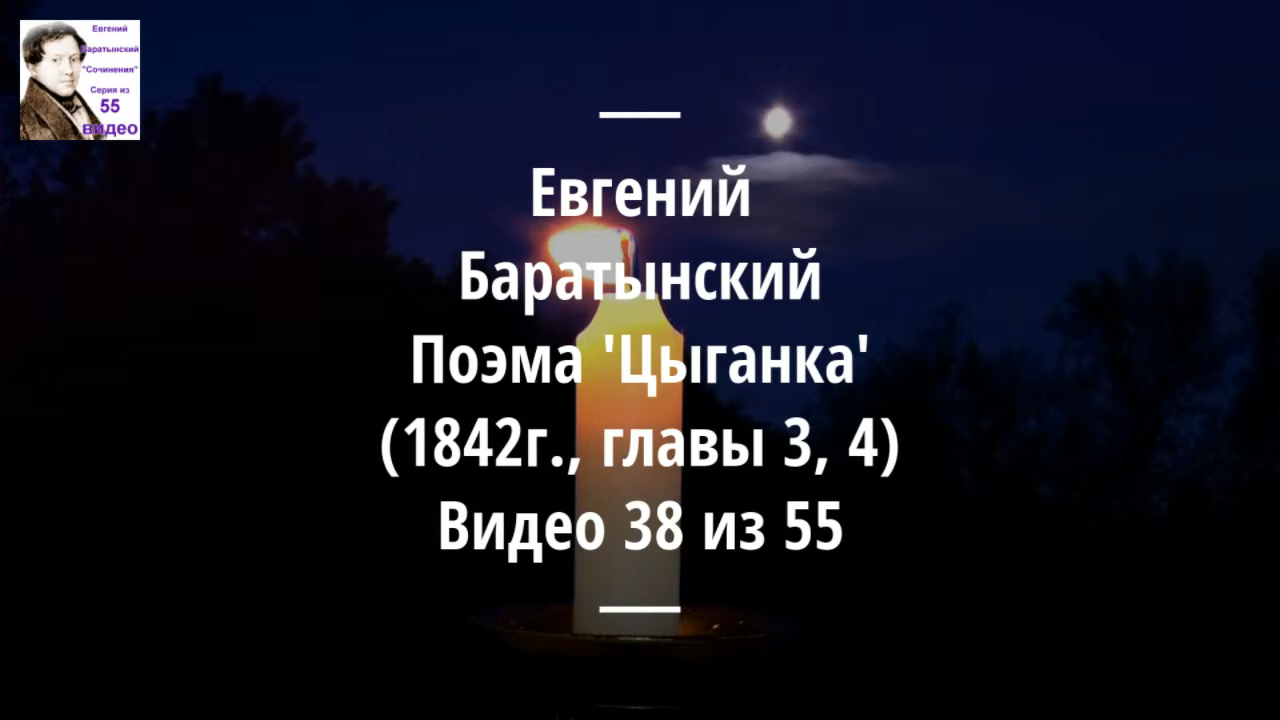 Евгений
Баратынский
"Сочинения"
Серия из
55
видео
Евгений
Баратынский
Поэма 'Цыганка'
(1842г., главы 3, 4)
Видео 38 из 55